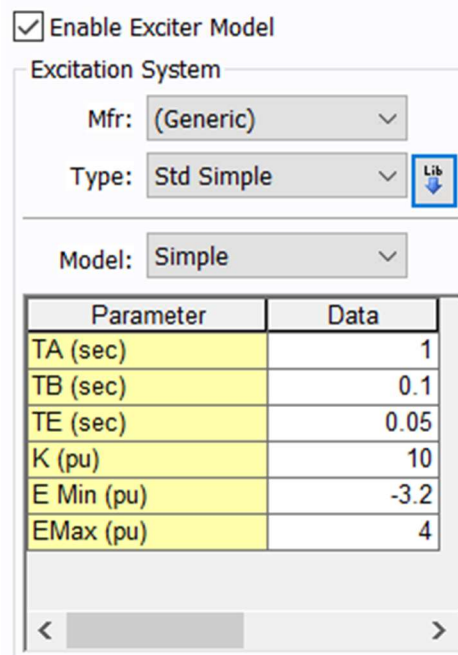 Enable Exciter Model
Excitation System
Mfr: (Generic)
Type: Std Simple Lib
Model: Simple
Parameter Data
TA (sec) 1
TB (sec) 0.1
TE (sec) 0.05
K (pu) 10
E Min (pu) -3.2
EMax (pu) 4